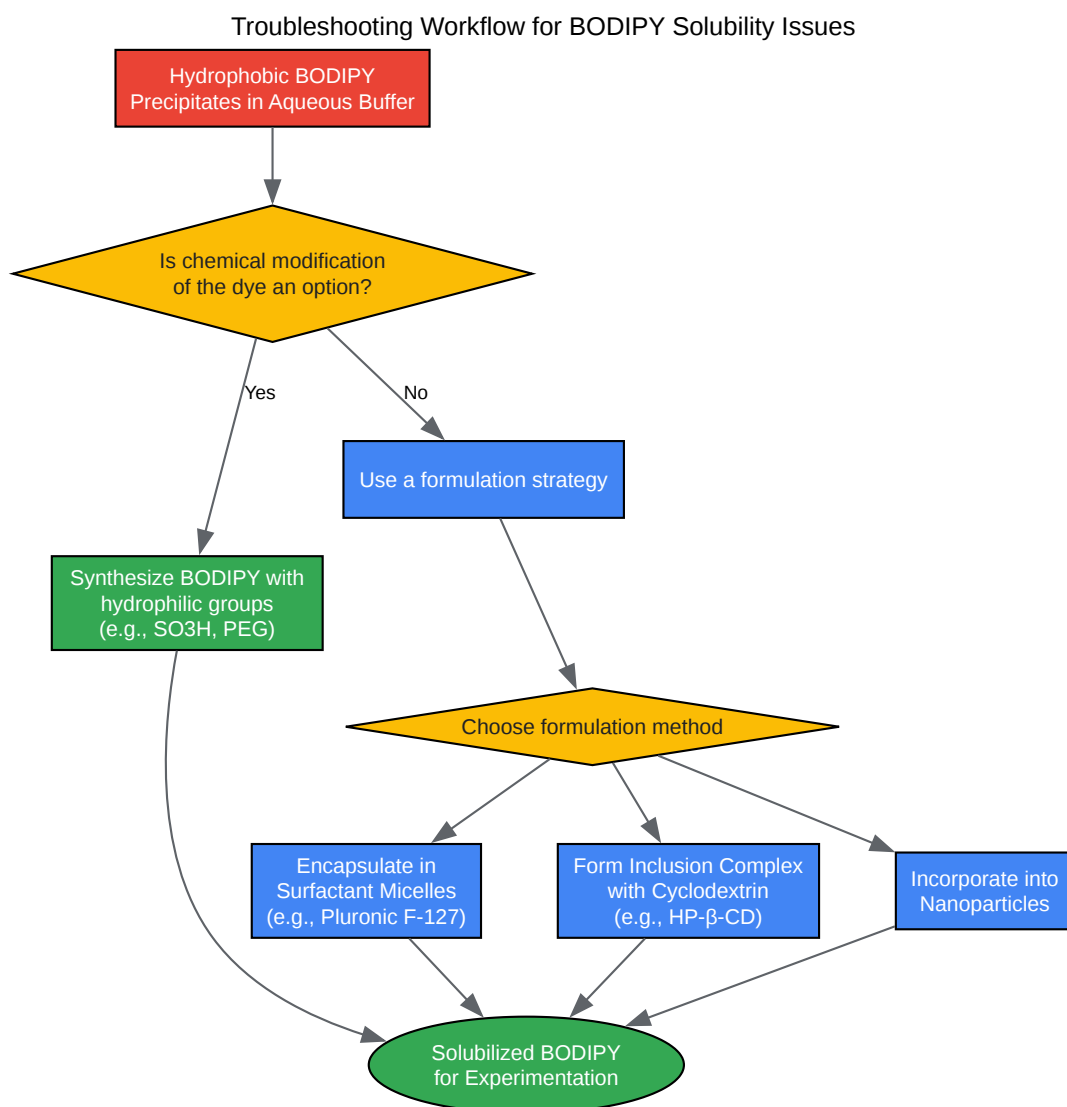 Troubleshooting Workflow for BODIPY Solubility Issues
Hydrophobic BODIPY
Precipitates in Aqueous Buffer
Is chemical modification
of the dye an option?
Yes
No
Use a formulation strategy
Synthesize BODIPY with
hydrophilic groups
(e.g., SO3H, PEG)
Choose formulation method
Encapsulate in
Surfactant Micelles
(e.g., Pluronic F-127)
Form Inclusion Complex
with Cyclodextrin
(e.g., HP-β-CD)
Incorporate into
Nanoparticles
Solubilized BODIPY
for Experimentation